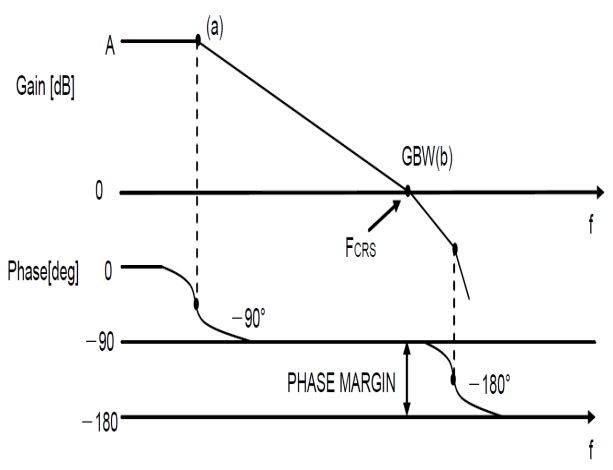 (a)
A
Gain [dB]
GBW(b)
0
f
FCRS
Phase[deg]
0
−90°
−90
PHASE MARGIN
−180°
−180
f